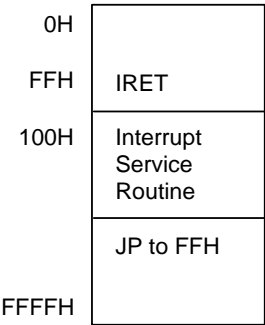 0H
FFH IRET
100H Interrupt
Service
Routine
JP to FFH
FFFFH